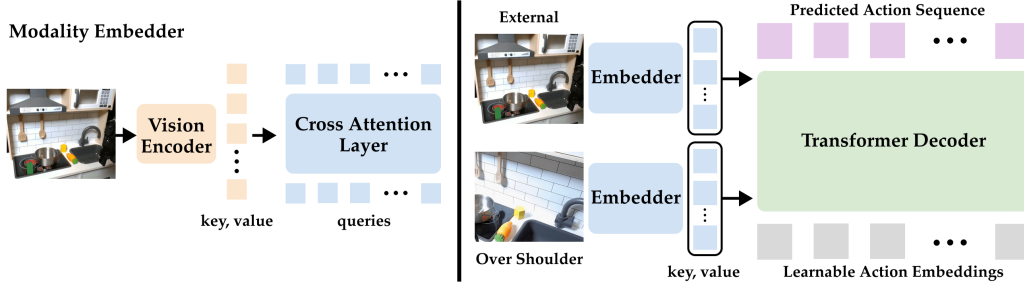 Modality Embedder
Vision
Encoder
Cross Attention
Layer
key, value
queries
External
Embedder
Over Shoulder
Embedder
key, value
Predicted Action Sequence
Transformer Decoder
Learnable Action Embeddings